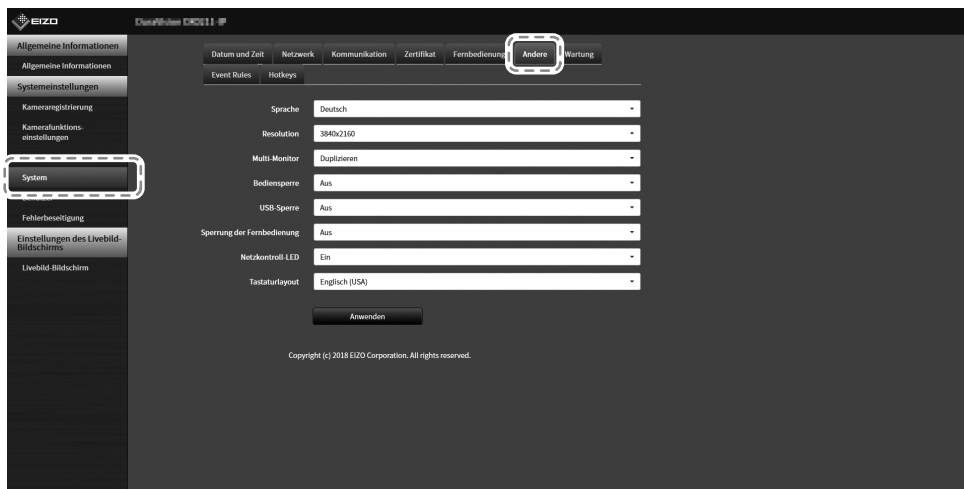 EIZO
Allgemeine Informationen
Allgemeine Informationen
Systemeinstellungen
Kameraregistrierung
Kamerafunktions-
einstellungen
System
Fehlerbeseitigung
Einstellungen des Livebild-
Bildschirms
Livebild-Bildschirm
Datum und Zeit Netzwerk Kommunikation Zertifikat Fernbedienung Andere Wartung
Event Rules Hotkeys
Sprache Deutsch
Resolution 3840x2160
Multi-Monitor Duplizieren
Bediensperre Aus
USB-Sperre Aus
Sperrung der Fernbedienung Aus
Netzkontroll-LED Ein
Tastaturlayout Englisch (USA)
Anwenden
Copyright (c) 2018 EIZO Corporation. All rights reserved.